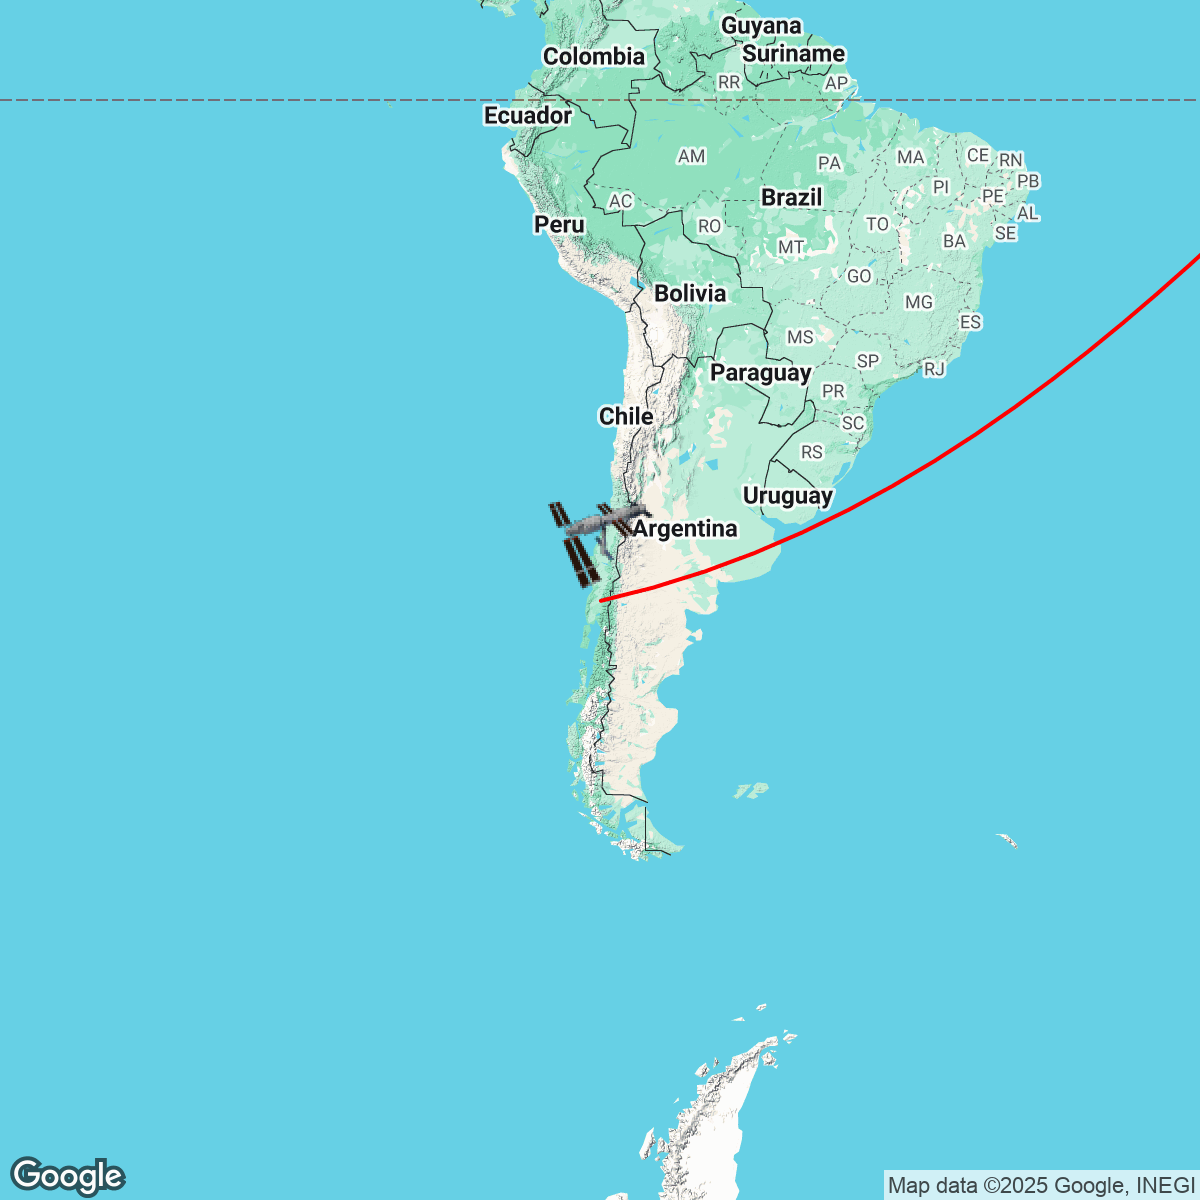 Guyana
Colombia
Suriname
RR
AP
Ecuador
AM
PA
MA
CE
RN
PI
PB
PE
AC
Brazil
AL
Peru
RO
TO
SE
MT
BA
GO
Bolivia
MG
ES
MS
SP
RJ
Paraguay
PR
Chile
SC
RS
Uruguay
Argentina
Google
Map data ©2025 Google, INEGI